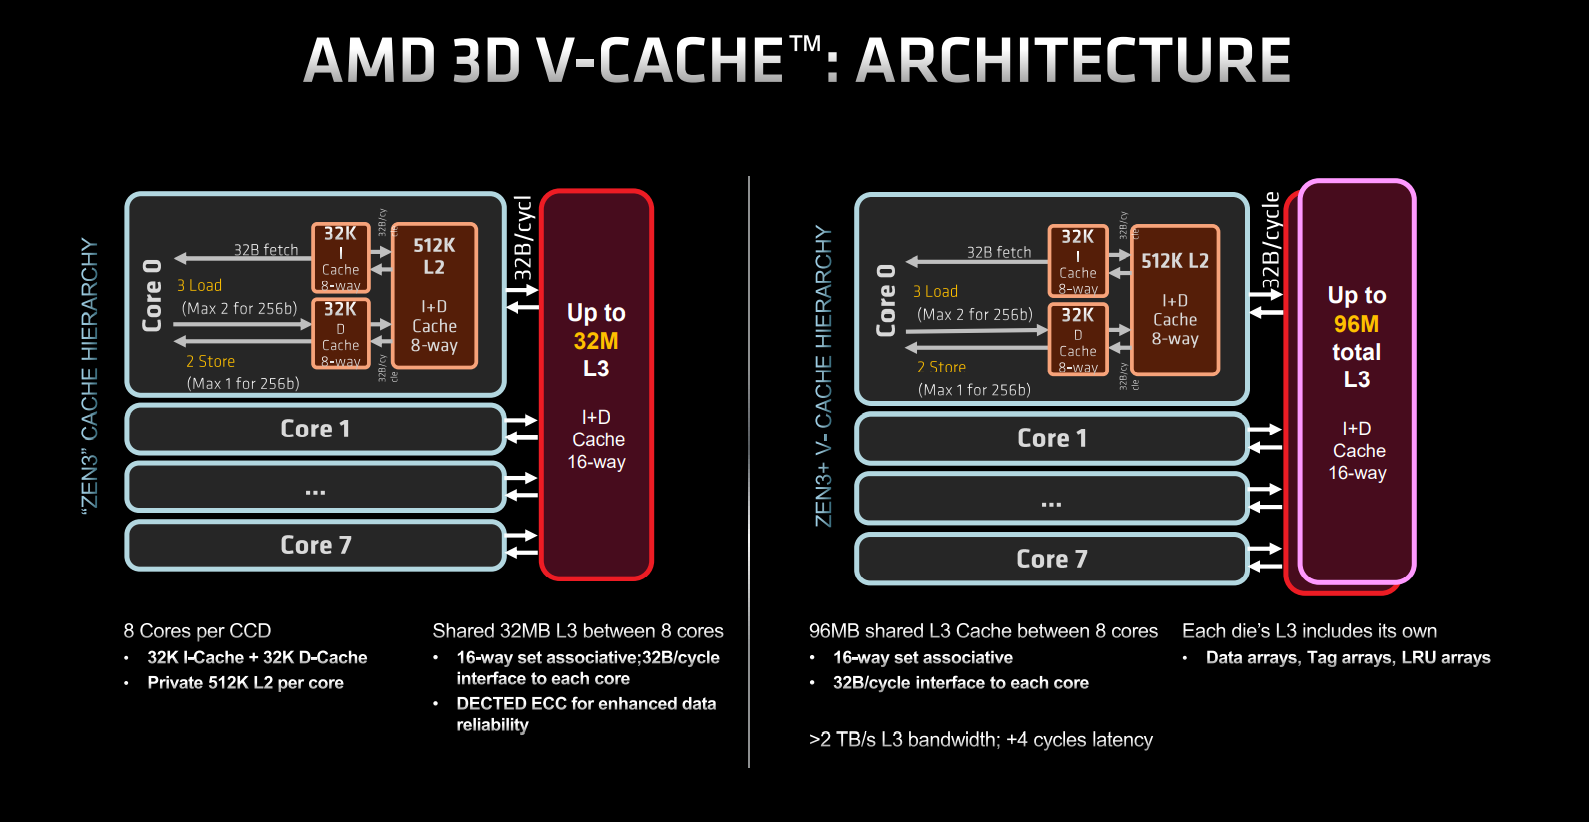 AMD 3D V-CACHE™: ARCHITECTURE
“ZEN3” CACHE HIERARCHY
Core 0
32B fetch
3 Load
(Max 2 for 256b)
2 Store
(Max 1 for 256b)
32K
I
Cache
8-way
32K
D
Cache
8-way
32B/cy
cle
32B/cy
cle
512K
L2
I+D
Cache
8-way
32B/cycl
Core 1
...
Core 7
Up to
32M
L3
I+D
Cache
16-way
8 Cores per CCD
• 32K I-Cache + 32K D-Cache
• Private 512K L2 per core
Shared 32MB L3 between 8 cores
• 16-way set associative;32B/cycle
interface to each core
• DECTED ECC for enhanced data
reliability
ZEN3+ V- CACHE HIERARCHY
Core 0
32B fetch
3 Load
(Max 2 for 256b)
2 Store
(Max 1 for 256b)
32K
I
Cache
8-way
32K
D
Cache
8-way
32B/cy
cle
32B/cy
cle
512K L2
I+D
Cache
8-way
32B/cycle
Core 1
...
Core 7
Up to
96M
total
L3
I+D
Cache
16-way
96MB shared L3 Cache between 8 cores
• 16-way set associative
• 32B/cycle interface to each core
Each die’s L3 includes its own
• Data arrays, Tag arrays, LRU arrays
>2 TB/s L3 bandwidth; +4 cycles latency